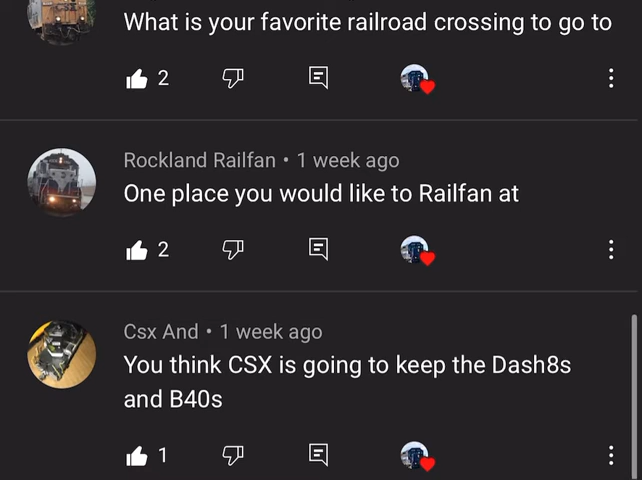 What is your favorite railroad crossing to go to
2
Rockland Railfan • 1 week ago
One place you would like to Railfan at
2
Csx And • 1 week ago
You think CSX is going to keep the Dash8s
and B40s
1